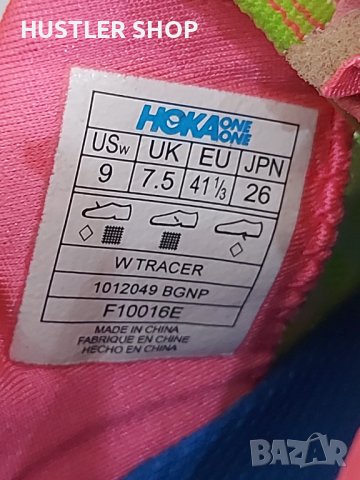 HUSTLER SHOP
HOKA ONE ONE
USw UK EU JPN
9 7.5 41 1/3 26
W TRACER
1012049 BGNP
F10016E
MADE IN CHINA
FABRIQUE EN CHINE
HECHO EN CHINA
BAZAR